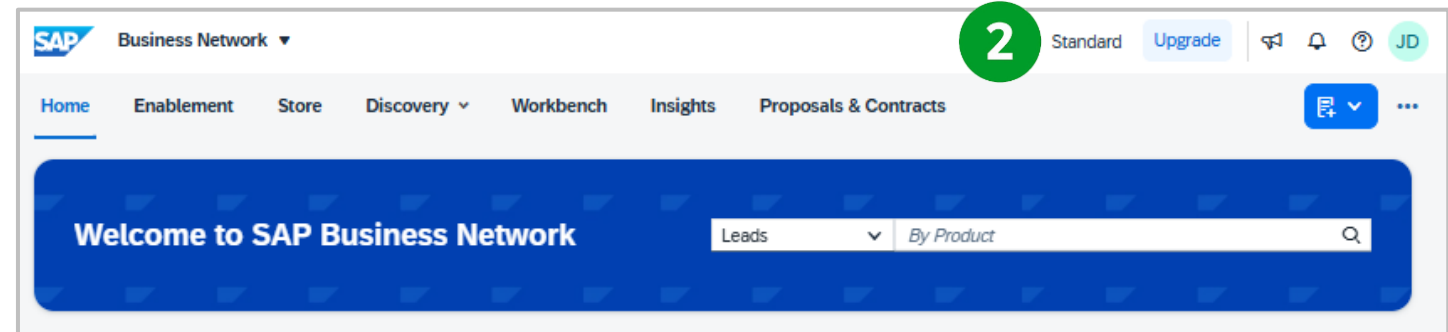 SAP Business Network 2 Standard Upgrade JD
Home Enablement Store Discovery Workbench Insights Proposals & Contracts
Welcome to SAP Business Network Leads By Product